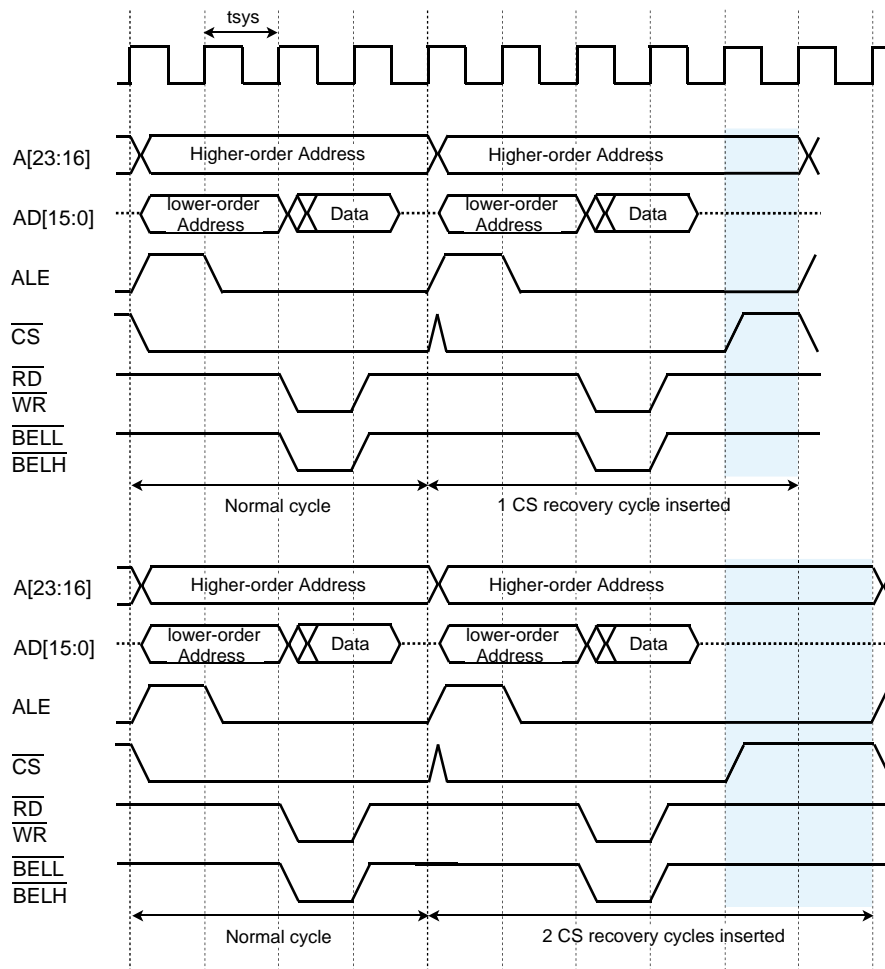 tsys
A[23:16]
Higher-order Address
Higher-order Address
AD[15:0]
lower-order
Address
Data
lower-order
Address
Data
ALE
CS
RD
WR
BELL
BELH
Normal cycle
1 CS recovery cycle inserted
A[23:16]
Higher-order Address
Higher-order Address
AD[15:0]
lower-order
Address
Data
lower-order
Address
Data
ALE
CS
RD
WR
BELL
BELH
Normal cycle
2 CS recovery cycles inserted